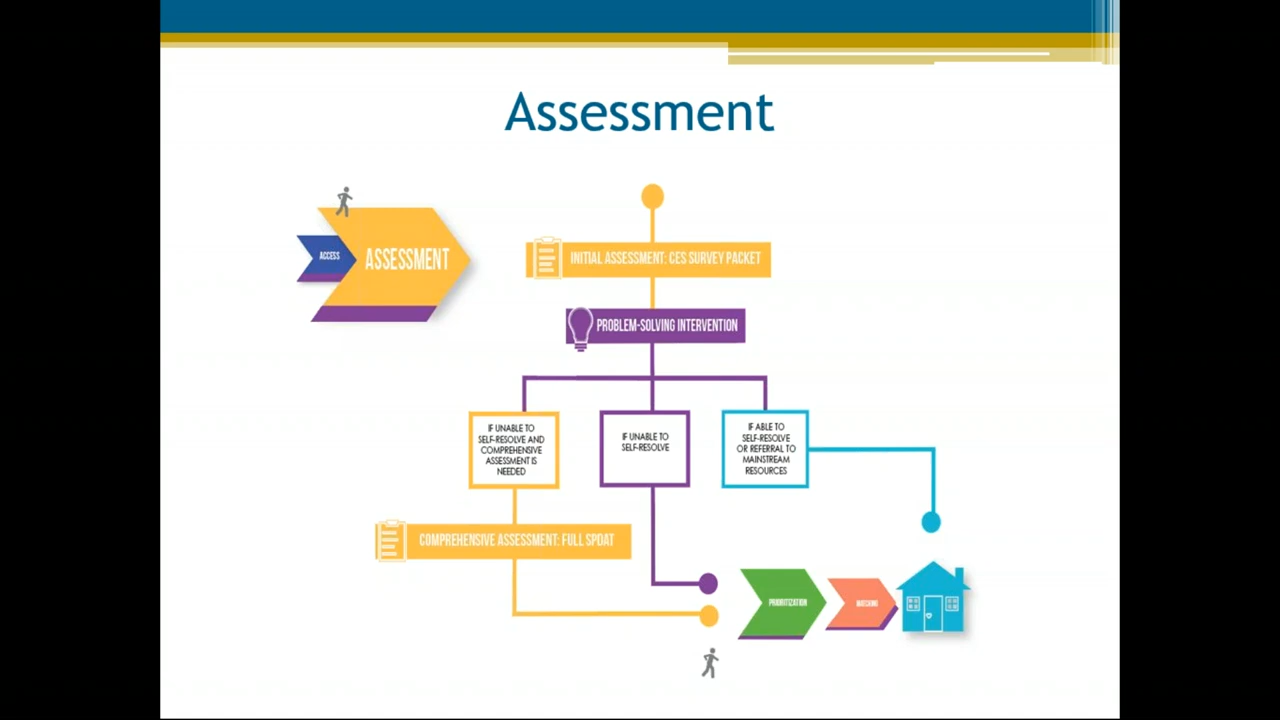 Assessment
ACCESS
ASSESSMENT
INITIAL ASSESSMENT: CES SURVEY PACKET
PROBLEM-SOLVING INTERVENTION
IF UNABLE TO
SELF-RESOLVE AND
COMPREHENSIVE
ASSESSMENT IS
NEEDED
IF UNABLE TO
SELF-RESOLVE
IF ABLE TO
SELF-RESOLVE
OR REFERRAL TO
MAINSTREAM
RESOURCES
COMPREHENSIVE ASSESSMENT: FULL SPDAT
PRIORITIZATION
MATCHING